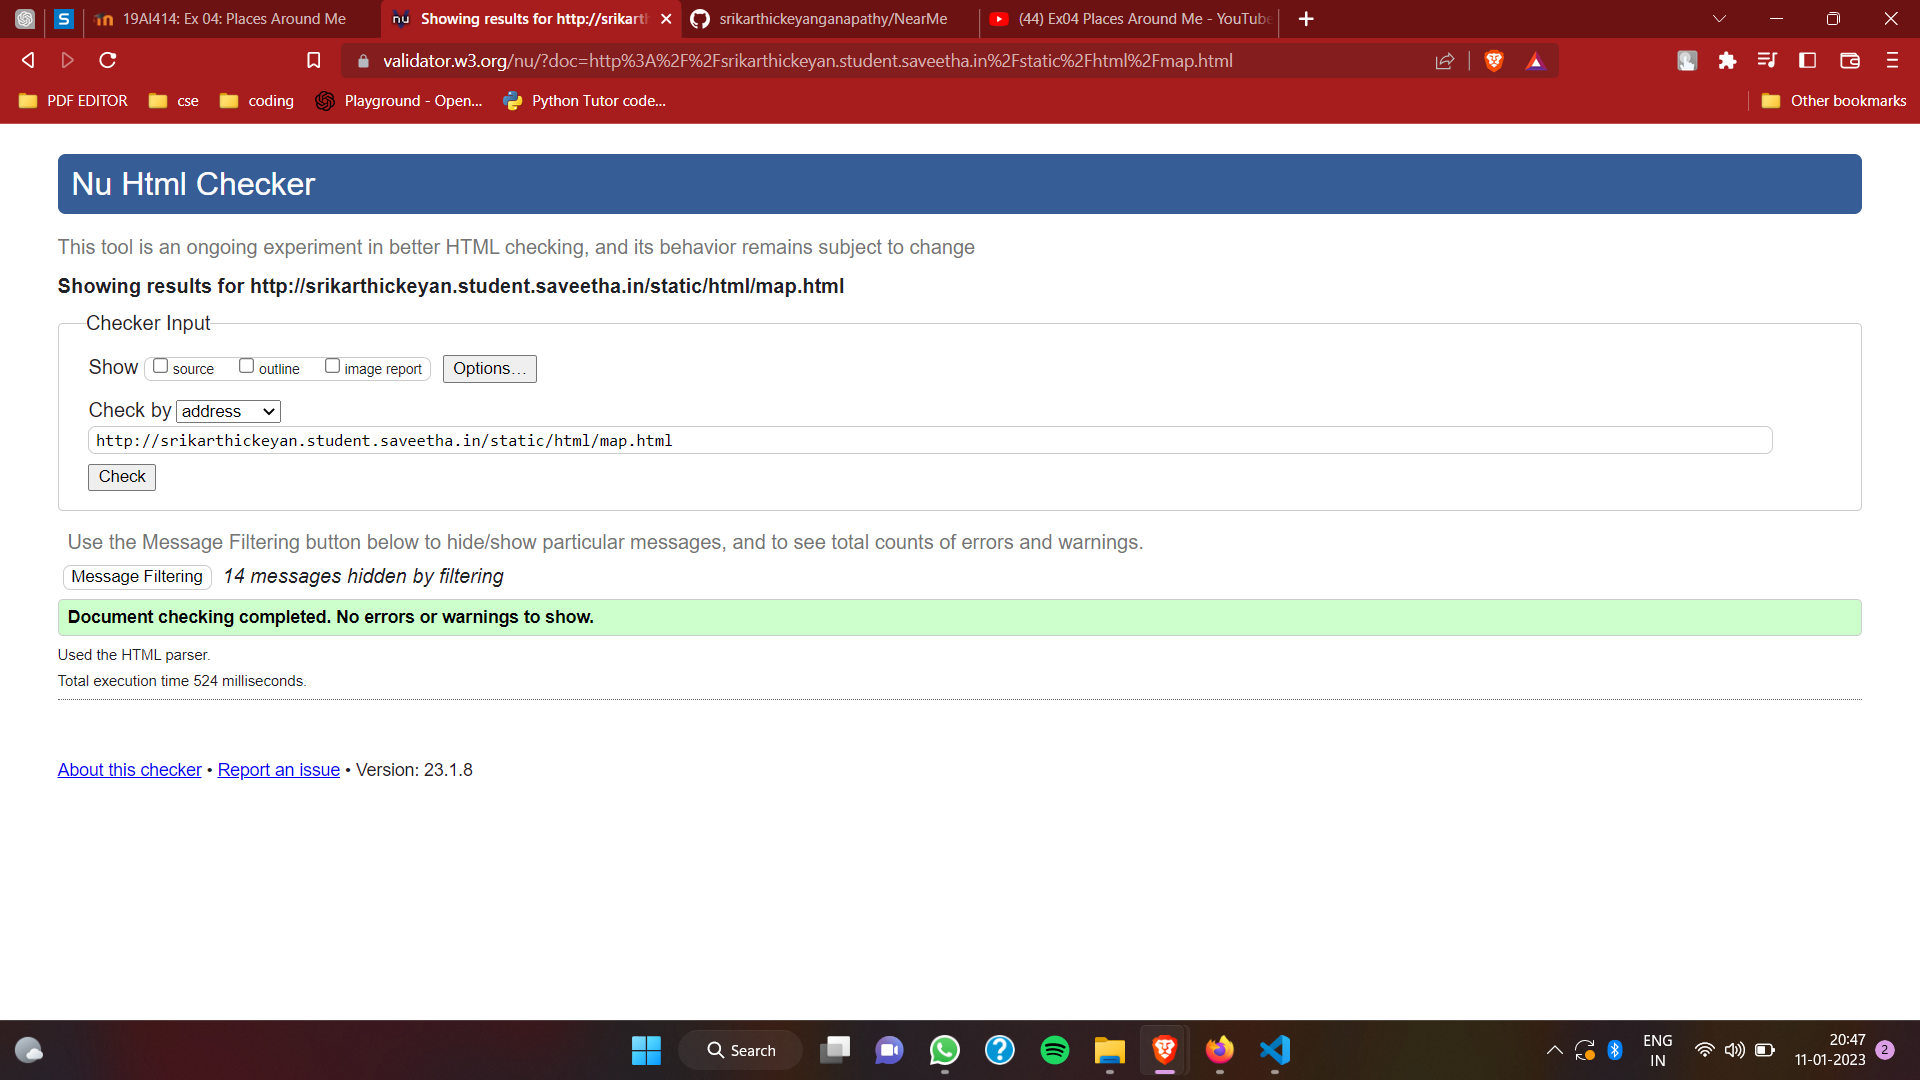 19AI414: Ex 04: Places Around Me
Showing results for http://srikarth
srikarthickeyanganapathy/NearMe
(44) Ex04 Places Around Me - YouTube
validator.w3.org/nu/?doc=http%3A%2F%2Fsrikarthickeyan.student.saveetha.in%2Fstatic%2Fhtml%2Fmap.html
PDF EDITOR
cse
coding
Playground - Open...
Python Tutor code...
Other bookmarks
Nu Html Checker
This tool is an ongoing experiment in better HTML checking, and its behavior remains subject to change
Showing results for http://srikarthickeyan.student.saveetha.in/static/html/map.html
Checker Input
Show source outline image report Options...
Check by address
http://srikarthickeyan.student.saveetha.in/static/html/map.html
Check
Use the Message Filtering button below to hide/show particular messages, and to see total counts of errors and warnings.
Message Filtering 14 messages hidden by filtering
Document checking completed. No errors or warnings to show.
Used the HTML parser.
Total execution time 524 milliseconds.
About this checker • Report an issue • Version: 23.1.8
Search
ENG
IN
20:47
11-01-2023
2